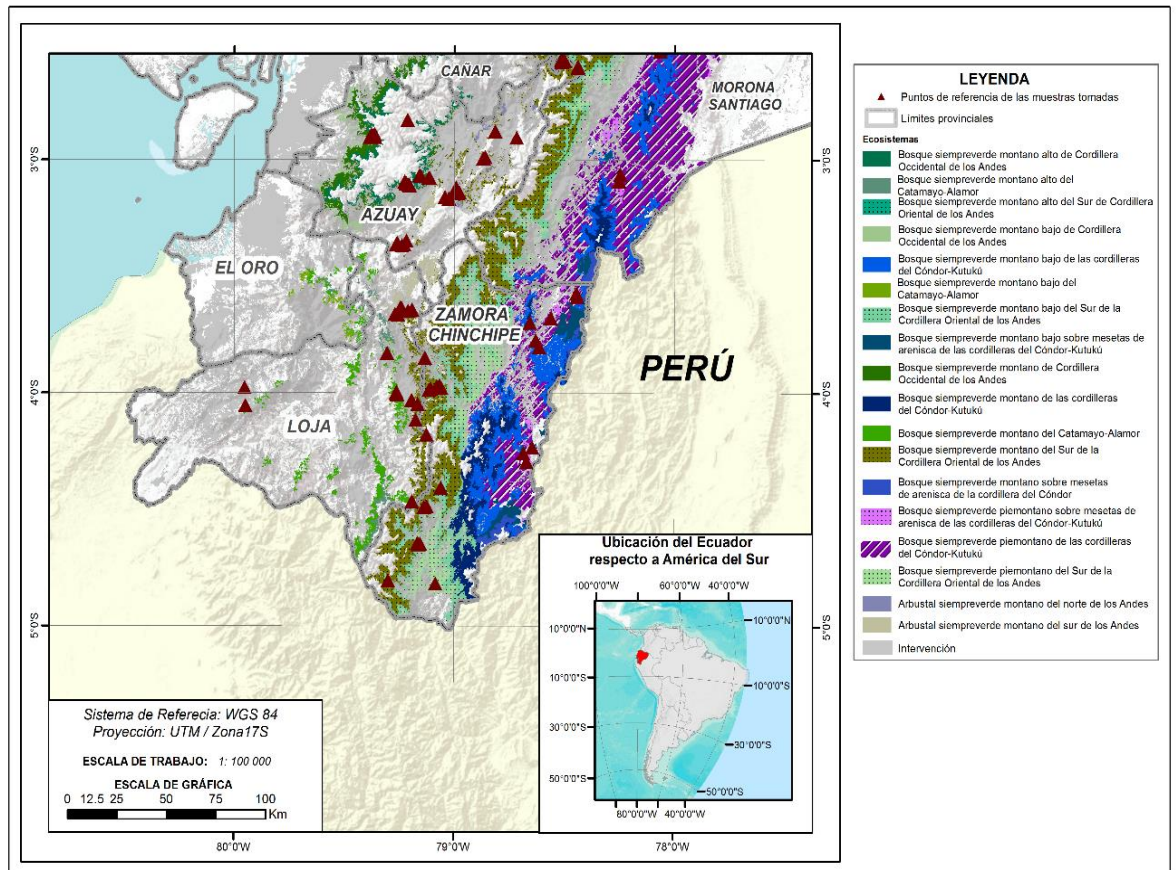 CAÑAR
MORONA
SANTIAGO
AZUAY
EL ORO
ZAMORA
CHINCHIPE
LOJA
PERÚ
3°0'S
4°0'S
5°0'S
3°0'S
4°0'S
5°0'S
80°0'W
79°0'W
78°0'W
Sistema de Referecia: WGS 84
Proyección: UTM / Zona17S
ESCALA DE TRABAJO: 1: 100 000
ESCALA DE GRÁFICA
0 12.5 25 50 75 100
Km
Ubicación del Ecuador
respecto a América del Sur
100°0'0"W 60°0'0"W 40°0'0"W
10°0'0"N
10°0'0"S
30°0'0"S
50°0'0"S
10°0'0"N
10°0'0"S
30°0'0"S
50°0'0"S
80°0'0"W 40°0'0"W
LEYENDA
Puntos de referencia de las muestras tomadas
Límites provinciales
Ecosistemas
Bosque siempreverde montano alto de Cordillera
Occidental de los Andes
Bosque siempreverde montano alto del
Catamayo-Alamor
Bosque siempreverde montano alto del Sur de Cordillera
Oriental de los Andes
Bosque siempreverde montano bajo de Cordillera
Occidental de los Andes
Bosque siempreverde montano bajo de las cordilleras
del Cóndor-Kutukú
Bosque siempreverde montano bajo del
Catamayo-Alamor
Bosque siempreverde montano bajo del Sur de la
Cordillera Oriental de los Andes
Bosque siempreverde montano bajo sobre mesetas de
arenisca de las cordilleras del Cóndor-Kutukú
Bosque siempreverde montano de Cordillera
Occidental de los Andes
Bosque siempreverde montano de las cordilleras
del Cóndor-Kutukú
Bosque siempreverde montano del Catamayo-Alamor
Bosque siempreverde montano del Sur de la
Cordillera Oriental de los Andes
Bosque siempreverde montano sobre mesetas
de arenisca de la cordillera del Cóndor
Bosque siempreverde piemontano sobre mesetas de
arenisca de las cordilleras del Cóndor-Kutukú
Bosque siempreverde piemontano de las cordilleras
del Cóndor-Kutukú
Bosque siempreverde piemontano del Sur de la
Cordillera Oriental de los Andes
Arbustal siempreverde montano del norte de los Andes
Arbustal siempreverde montano del sur de los Andes
Intervención